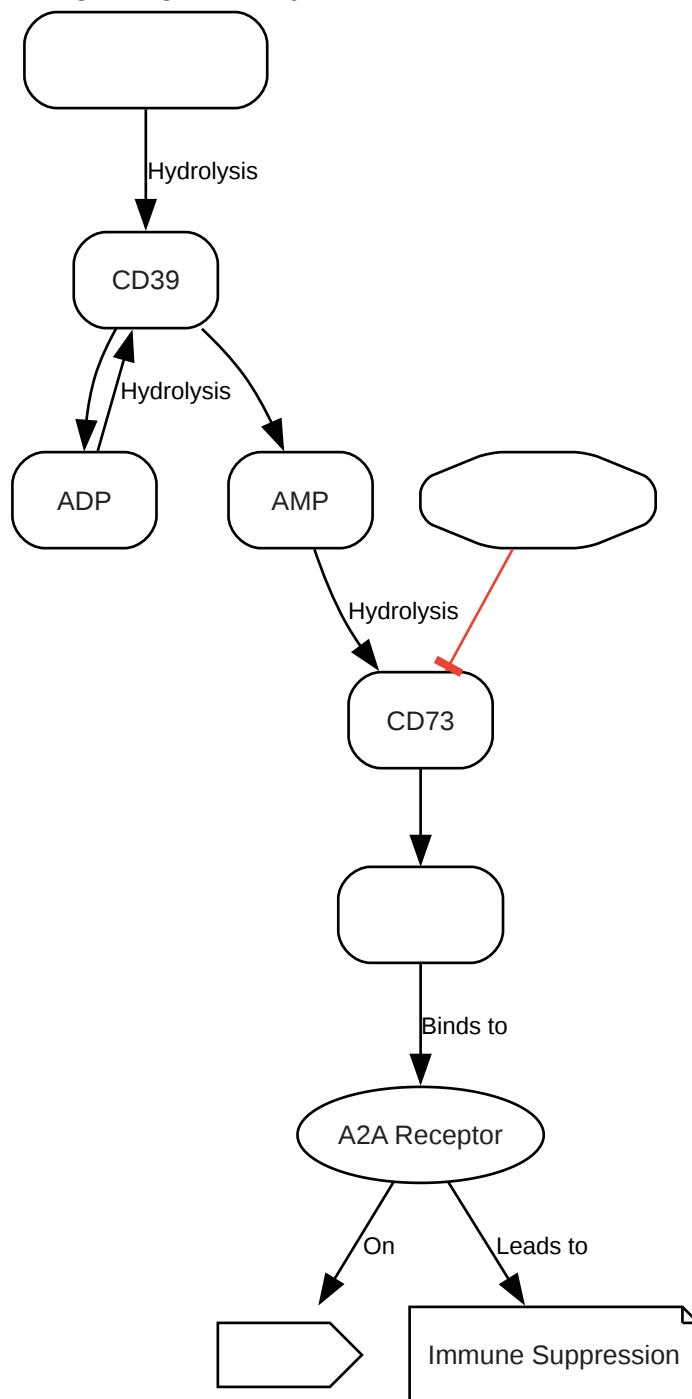 Hydrolysis
CD39
Hydrolysis
ADP
AMP
Hydrolysis
CD73
Binds to
A2A Receptor
On
Leads to
Immune Suppression